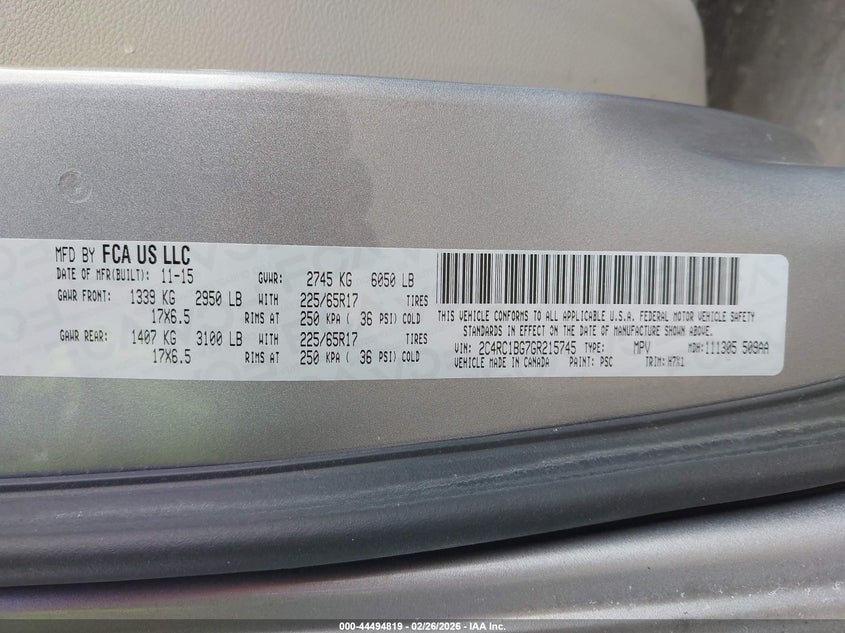 MFD BY FCA US LLC
DATE OF MFR(BUILT): 11-15 GVWR: 2745 KG 6050 LB
GAWR FRONT: 1339 KG 2950 LB WITH 225/65R17 TIRES
17X6.5 RIMS AT 250 KPA ( 36 PSI) COLD
GAWR REAR: 1407 KG 3100 LB WITH 225/65R17 TIRES
17X6.5 RIMS AT 250 KPA ( 36 PSI) COLD
THIS VEHICLE CONFORMS TO ALL APPLICABLE U.S.A. FEDERAL MOTOR VEHICLE SAFETY
STANDARDS IN EFFECT ON THE DATE OF MANUFACTURE SHOWN ABOVE.
VIN: 2C4RC1BG7GR215745 TYPE: MPV MDH:111305 509AA
VEHICLE MADE IN CANADA PAINT: PSC TRIM:H7X1
000-44494819 - 02/26/2026 - IAA Inc.